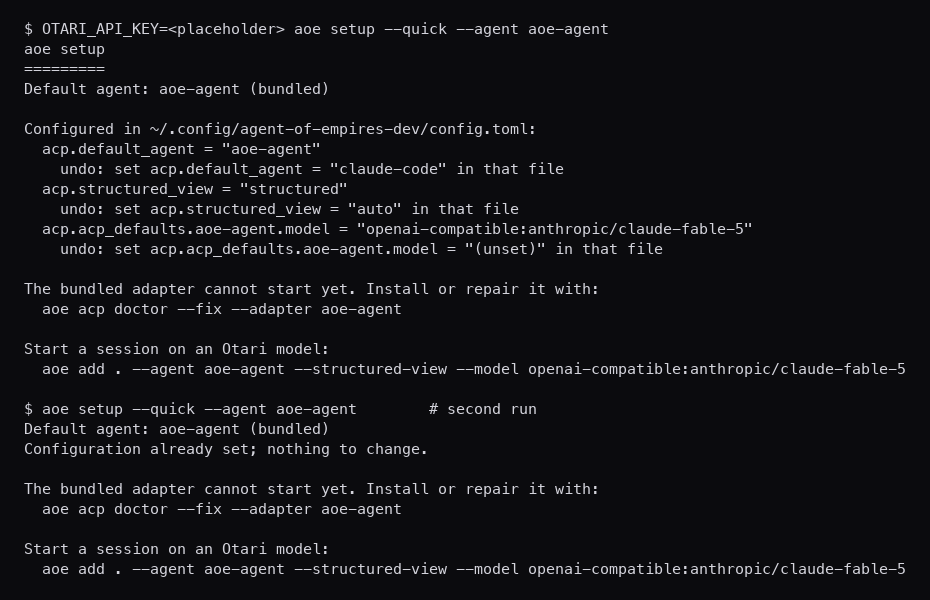 $ OTARI_API_KEY=<placeholder> aoe setup --quick --agent aoe-agent
aoe setup
=========
Default agent: aoe-agent (bundled)
Configured in ~/.config/agent-of-empires-dev/config.toml:
acp.default_agent = "aoe-agent"
undo: set acp.default_agent = "claude-code" in that file
acp.structured_view = "structured"
undo: set acp.structured_view = "auto" in that file
acp.acp_defaults.aoe-agent.model = "openai-compatible:anthropic/claude-fable-5"
undo: set acp.acp_defaults.aoe-agent.model = "(unset)" in that file
The bundled adapter cannot start yet. Install or repair it with:
aoe acp doctor --fix --adapter aoe-agent
Start a session on an Otari model:
aoe add . --agent aoe-agent --structured-view --model openai-compatible:anthropic/claude-fable-5
$ aoe setup --quick --agent aoe-agent        # second run
Default agent: aoe-agent (bundled)
Configuration already set; nothing to change.
The bundled adapter cannot start yet. Install or repair it with:
aoe acp doctor --fix --adapter aoe-agent
Start a session on an Otari model:
aoe add . --agent aoe-agent --structured-view --model openai-compatible:anthropic/claude-fable-5